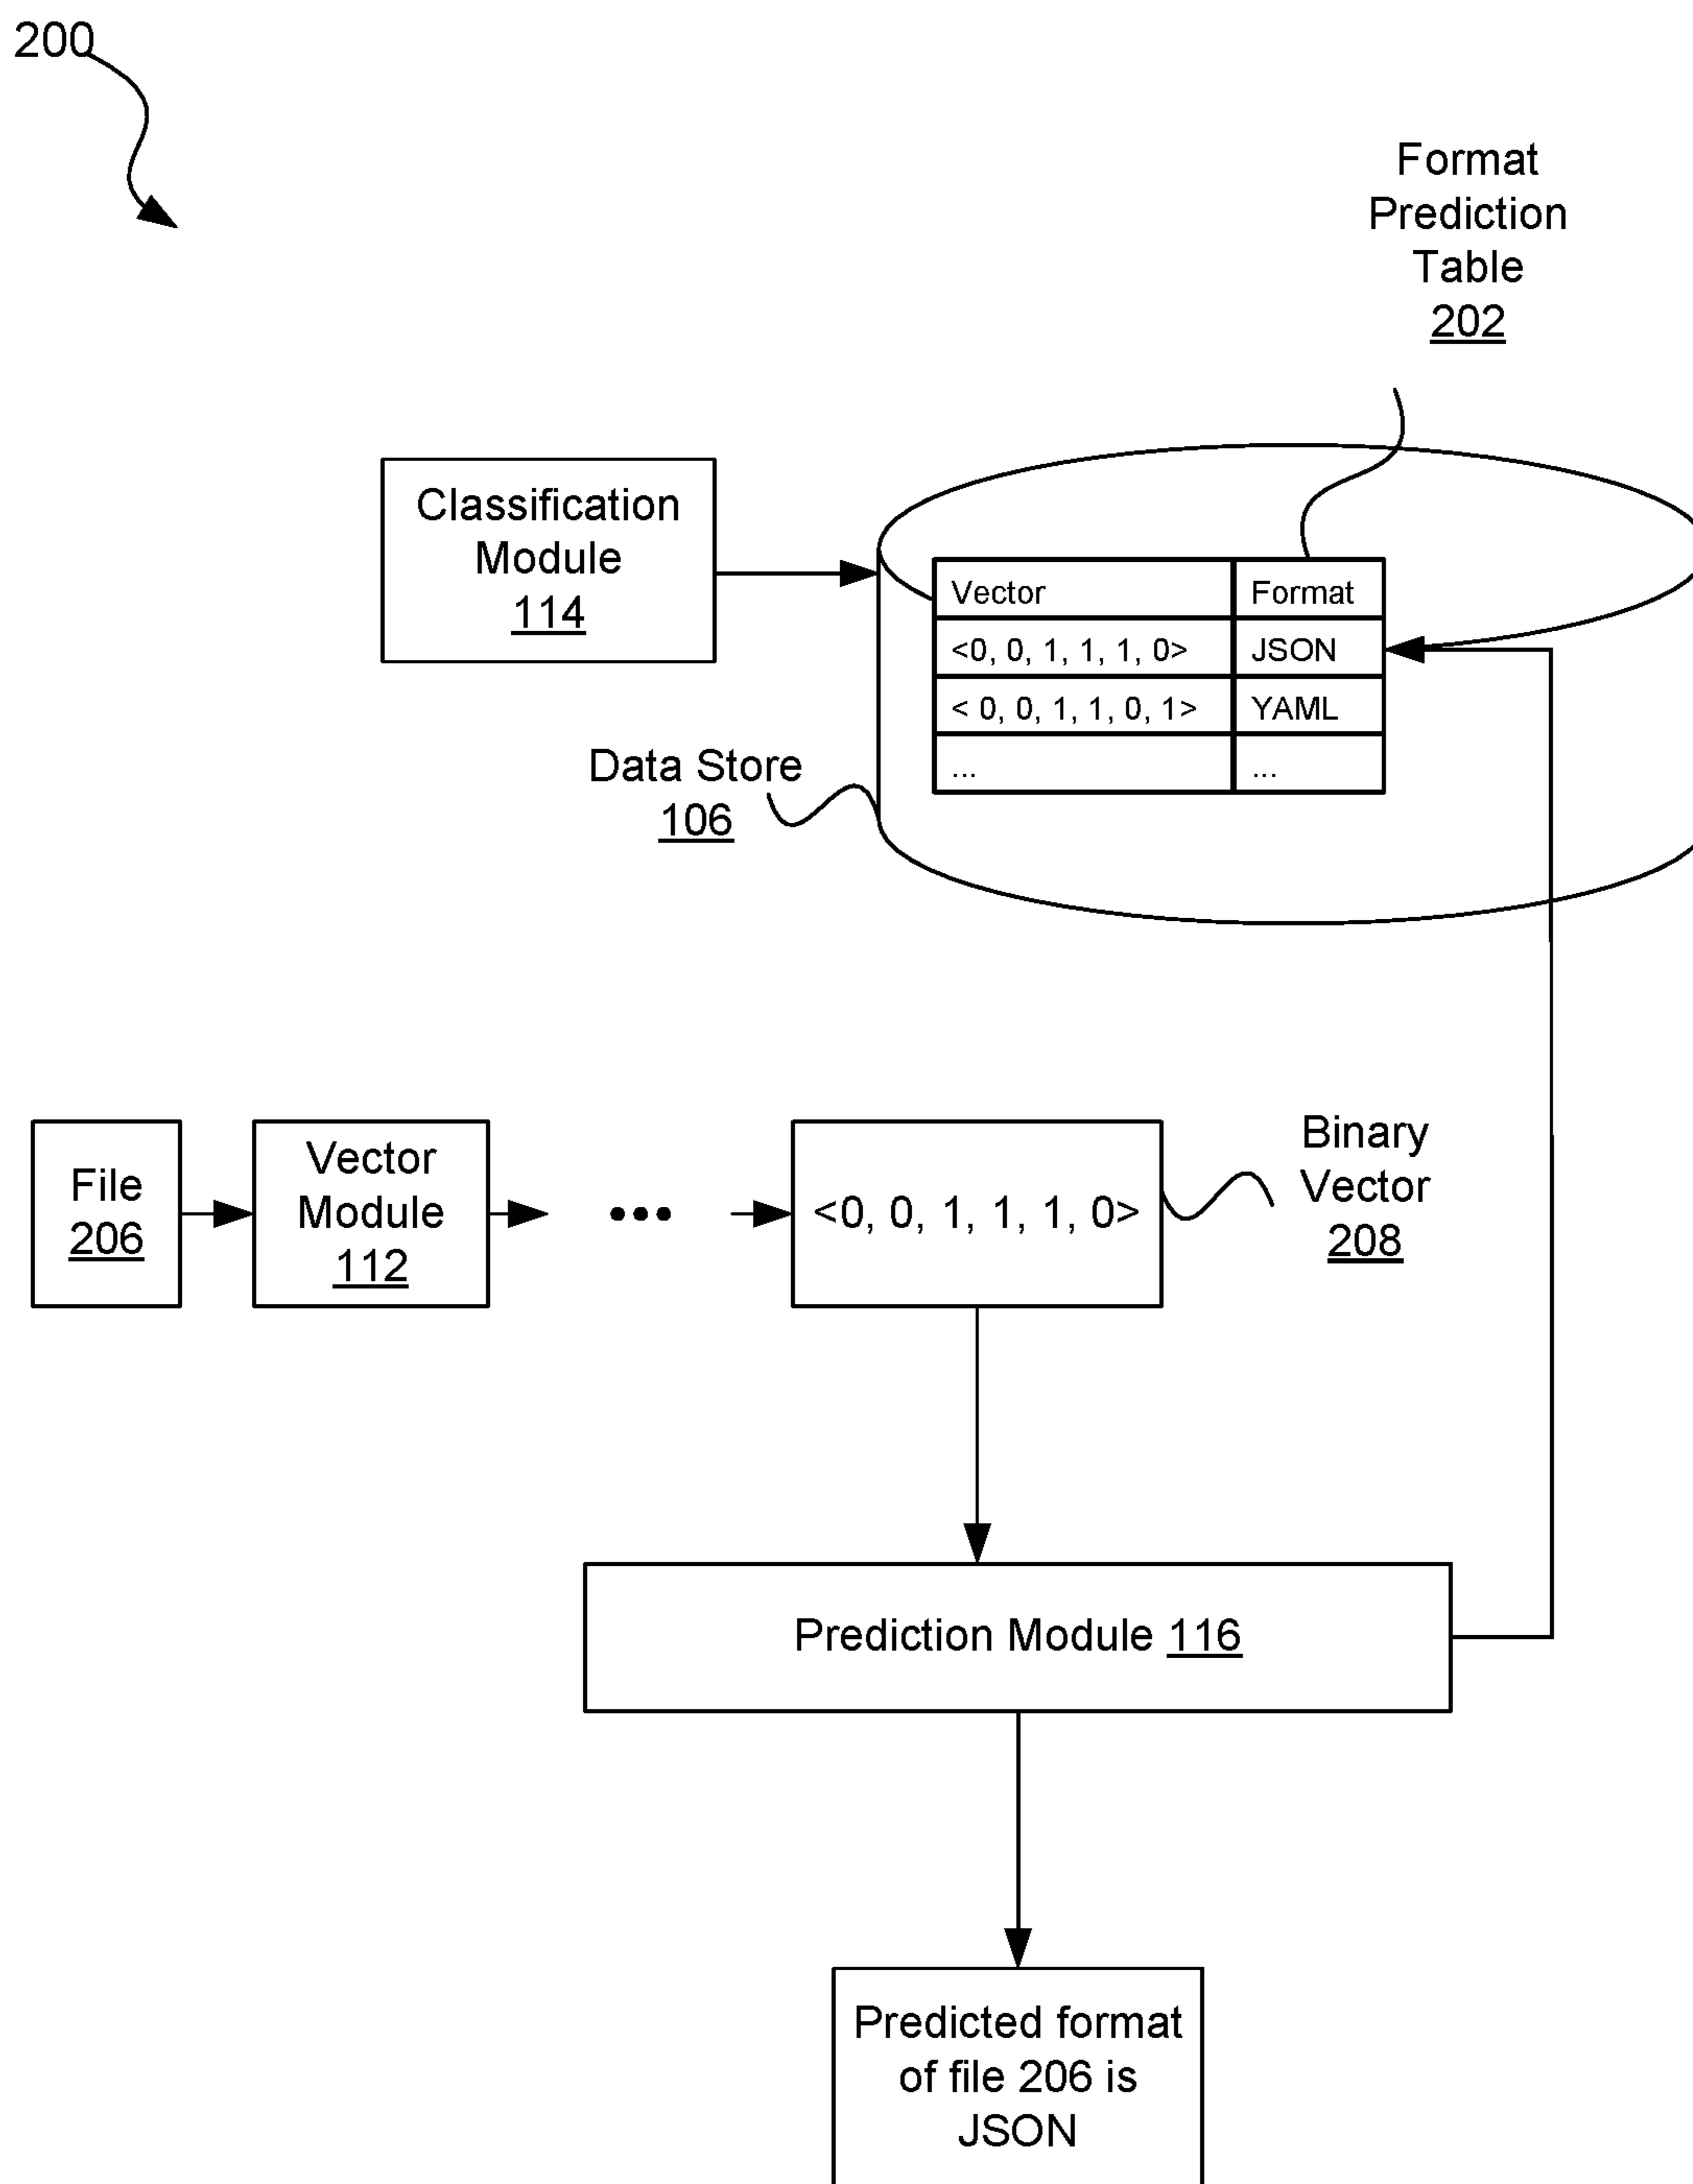 200
Format
Prediction
Table
202
Classification
Module
114
Vector Format
<0, 0, 1, 1, 1, 0> JSON
< 0, 0, 1, 1, 0, 1> YAML
... ...
Data Store
106
File
206
Vector
Module
112
•••
<0, 0, 1, 1, 1, 0>
Binary
Vector
208
Prediction Module 116
Predicted format
of file 206 is
JSON